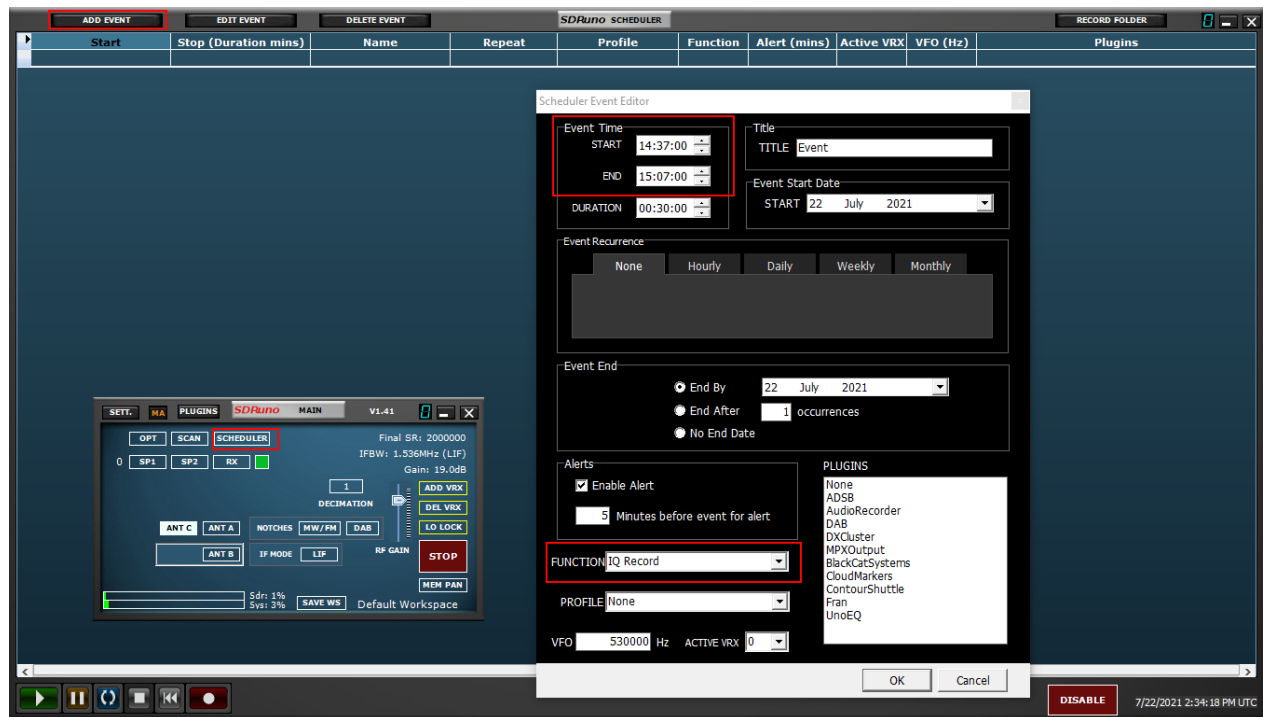 ADD EVENT EDIT EVENT DELETE EVENT SDRuno SCHEDULER RECORD FOLDER
Start Stop (Duration mins) Name Repeat Profile Function Alert (mins) Active VRX VFO (Hz) Plugins
Scheduler Event Editor
Event Time
START 14:37:00
END 15:07:00
DURATION 00:30:00
Title
TITLE Event
Event Start Date
START 22 July 2021
Event Recurrence
None Hourly Daily Weekly Monthly
Event End
End By 22 July 2021
End After 1 occurrences
No End Date
Alerts
Enable Alert
5 Minutes before event for alert
FUNCTION IQ Record
PROFILE None
VFO 530000 Hz ACTIVE VRX 0
PLUGINS
None
ADSB
AudioRecorder
DAB
DXCluster
MPXOutput
BlackCatSystems
CloudMarkers
ContourShuttle
Fran
UnoEQ
OK Cancel
SETT. MA PLUGINS SDRuno MAIN V1.41
OPT SCAN SCHEDULER Final SR: 2000000
0 SP1 SP2 RX IFBW: 1.536MHz (LIF)
Gain: 19.0dB
1 ADD VRX
DECIMATION DEL VRX
ANT C ANT A NOTCHES MW/FM DAB LO LOCK
ANT B IF MODE LIF RF GAIN STOP
MEM PAN
Sdr: 1%
Sys: 3% SAVE WS Default Workspace
DISABLE 7/22/2021 2:34:18 PM UTC